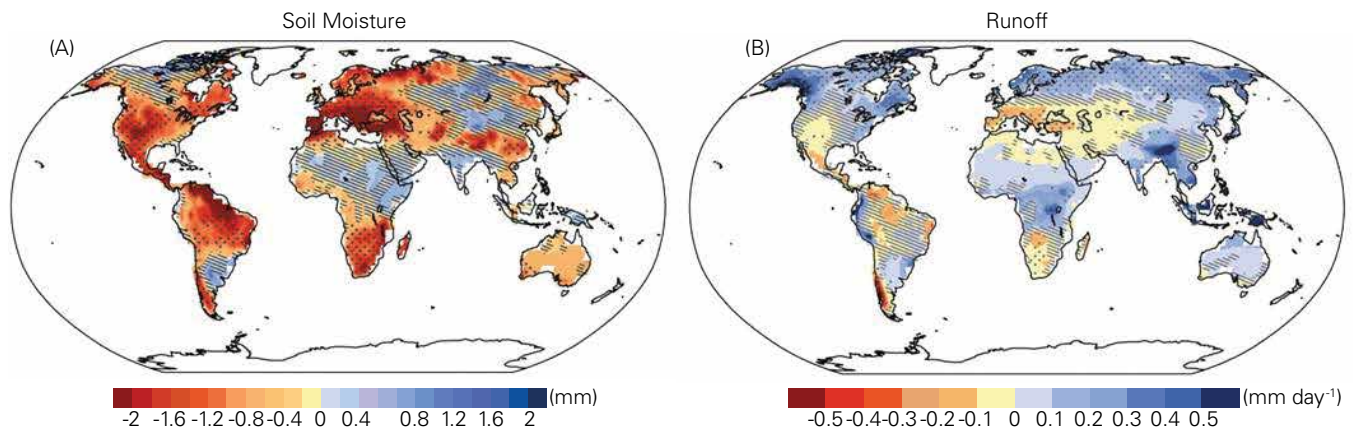 Soil Moisture
(A)
-2 -1.6 -1.2 -0.8 -0.4 0 0.4 0.8 1.2 1.6 2
(mm)
Runoff
(B)
-0.5 -0.4 -0.3 -0.2 -0.1 0 0.1 0.2 0.3 0.4 0.5
(mm day-1)